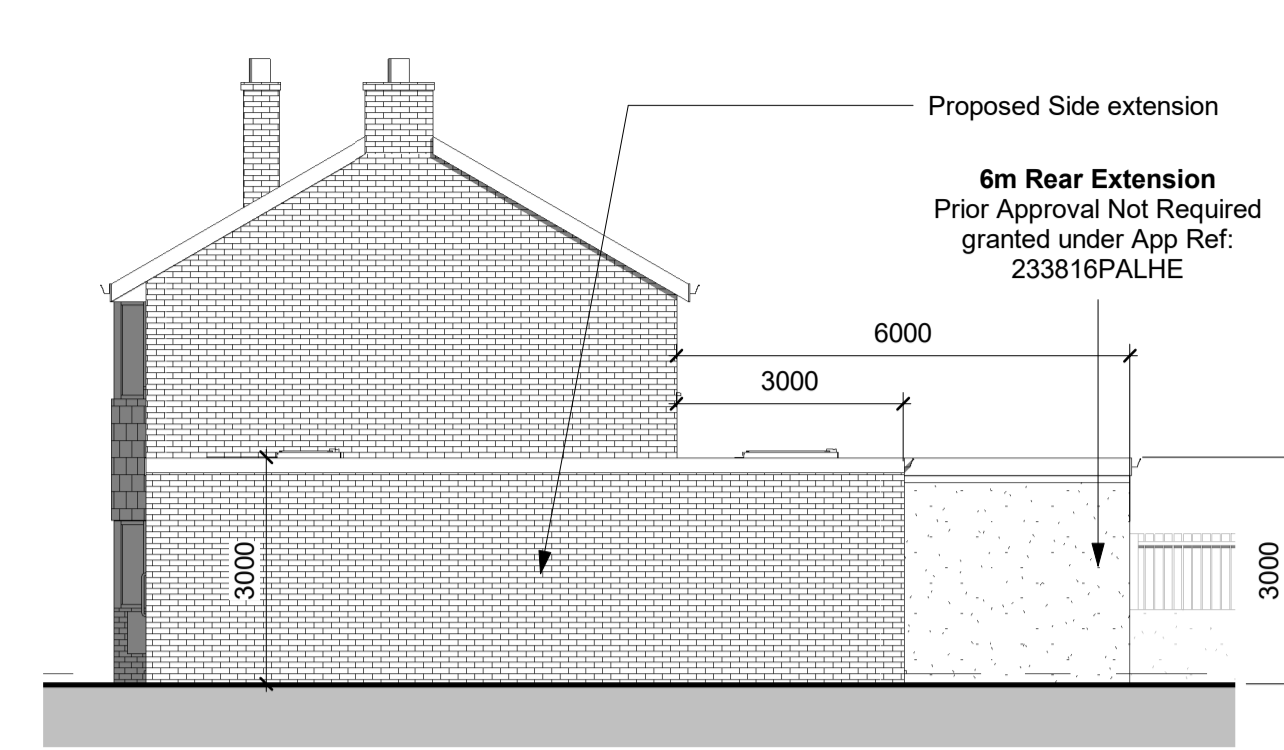 Proposed Side extension
6m Rear Extension
Prior Approval Not Required
granted under App Ref:
233816PALHE
6000
3000
3000
3000